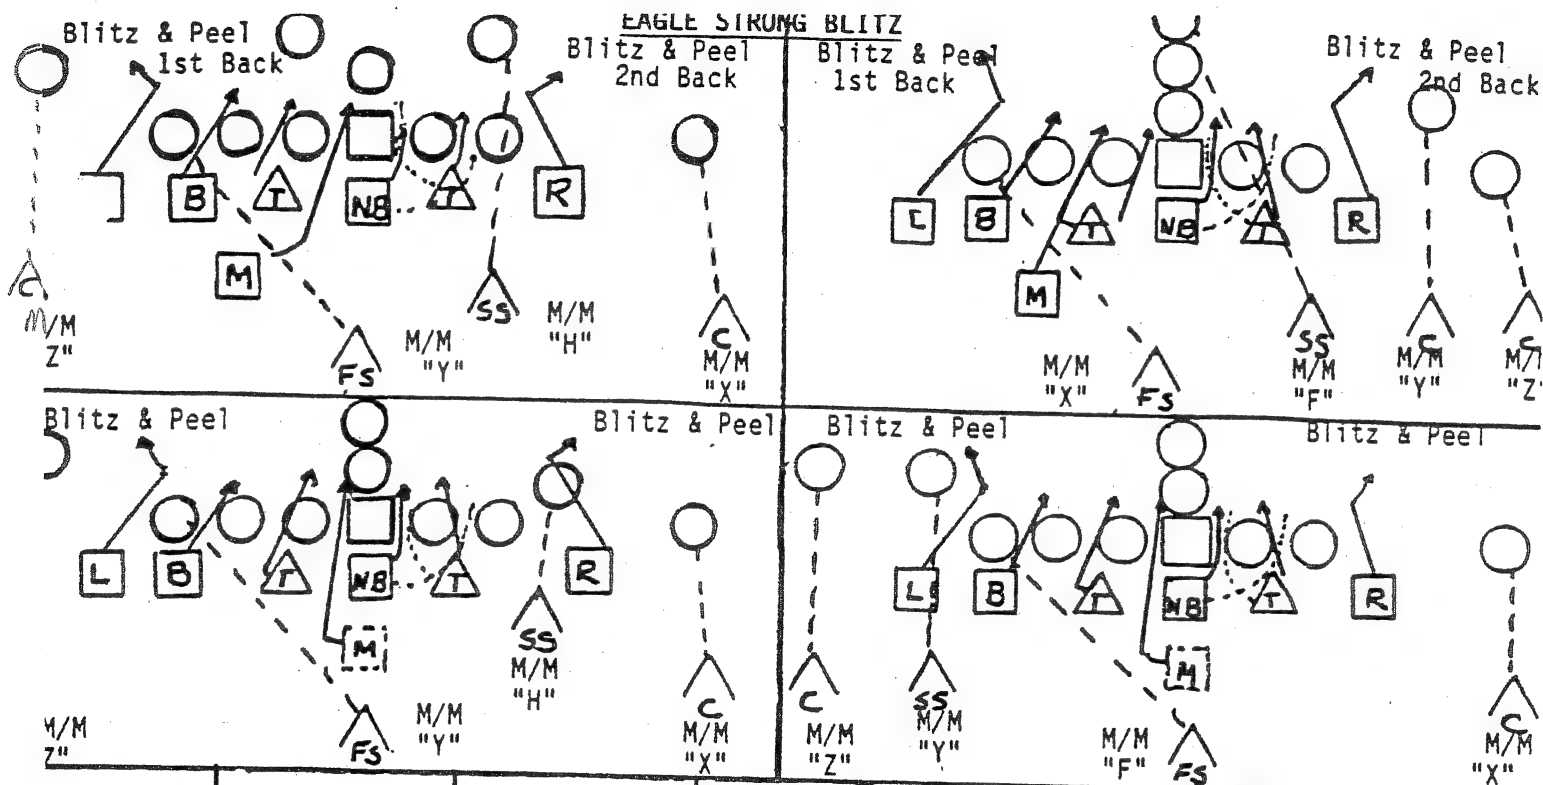 EAGLE STRONG BLITZ
Blitz & Peel
1st Back
Blitz & Peel
2nd Back
B
T
NB
T
R
M
C
M/M
Z"
SS
M/M
"H"
M/M
"Y"
FS
C
M/M
"X"
Blitz & Peel
1st Back
Blitz & Peel
2nd Back
L
B
T
NB
T
R
M
SS
M/M
"F"
C
M/M
"Y"
C
"Z"
M/M
"X"
FS
Blitz & Peel
Blitz & Peel
L
B
T
NB
T
R
M
SS
M/M
"H"
C
M/M
"X"
M/M
Z"
FS
M/M
"Y"
Blitz & Peel
Blitz & Peel
L
B
T
NB
T
R
M
C
M/M
"Z"
SS
M/M
"Y"
M/M
"F"
FS
C
M/M
"X"